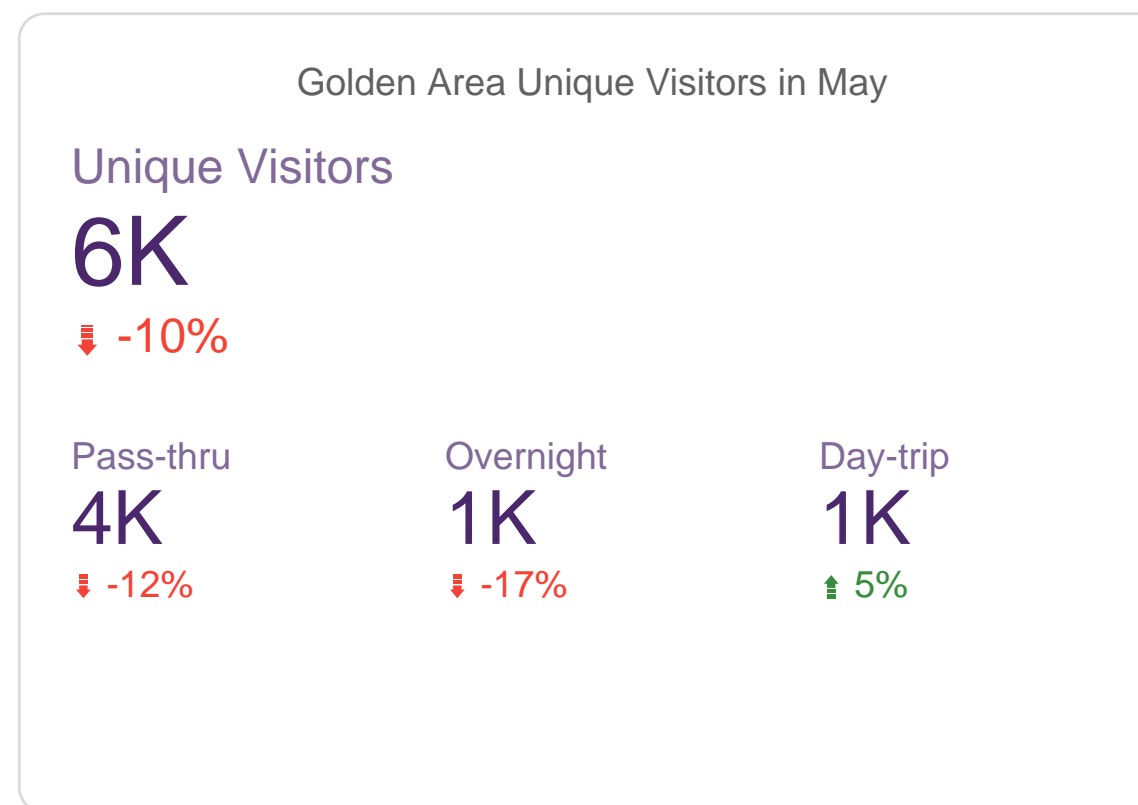 Golden Area Unique Visitors in May
Unique Visitors
6K
-10%
Pass-thru Overnight Day-trip
4K 1K 1K
-12% -17% 5%